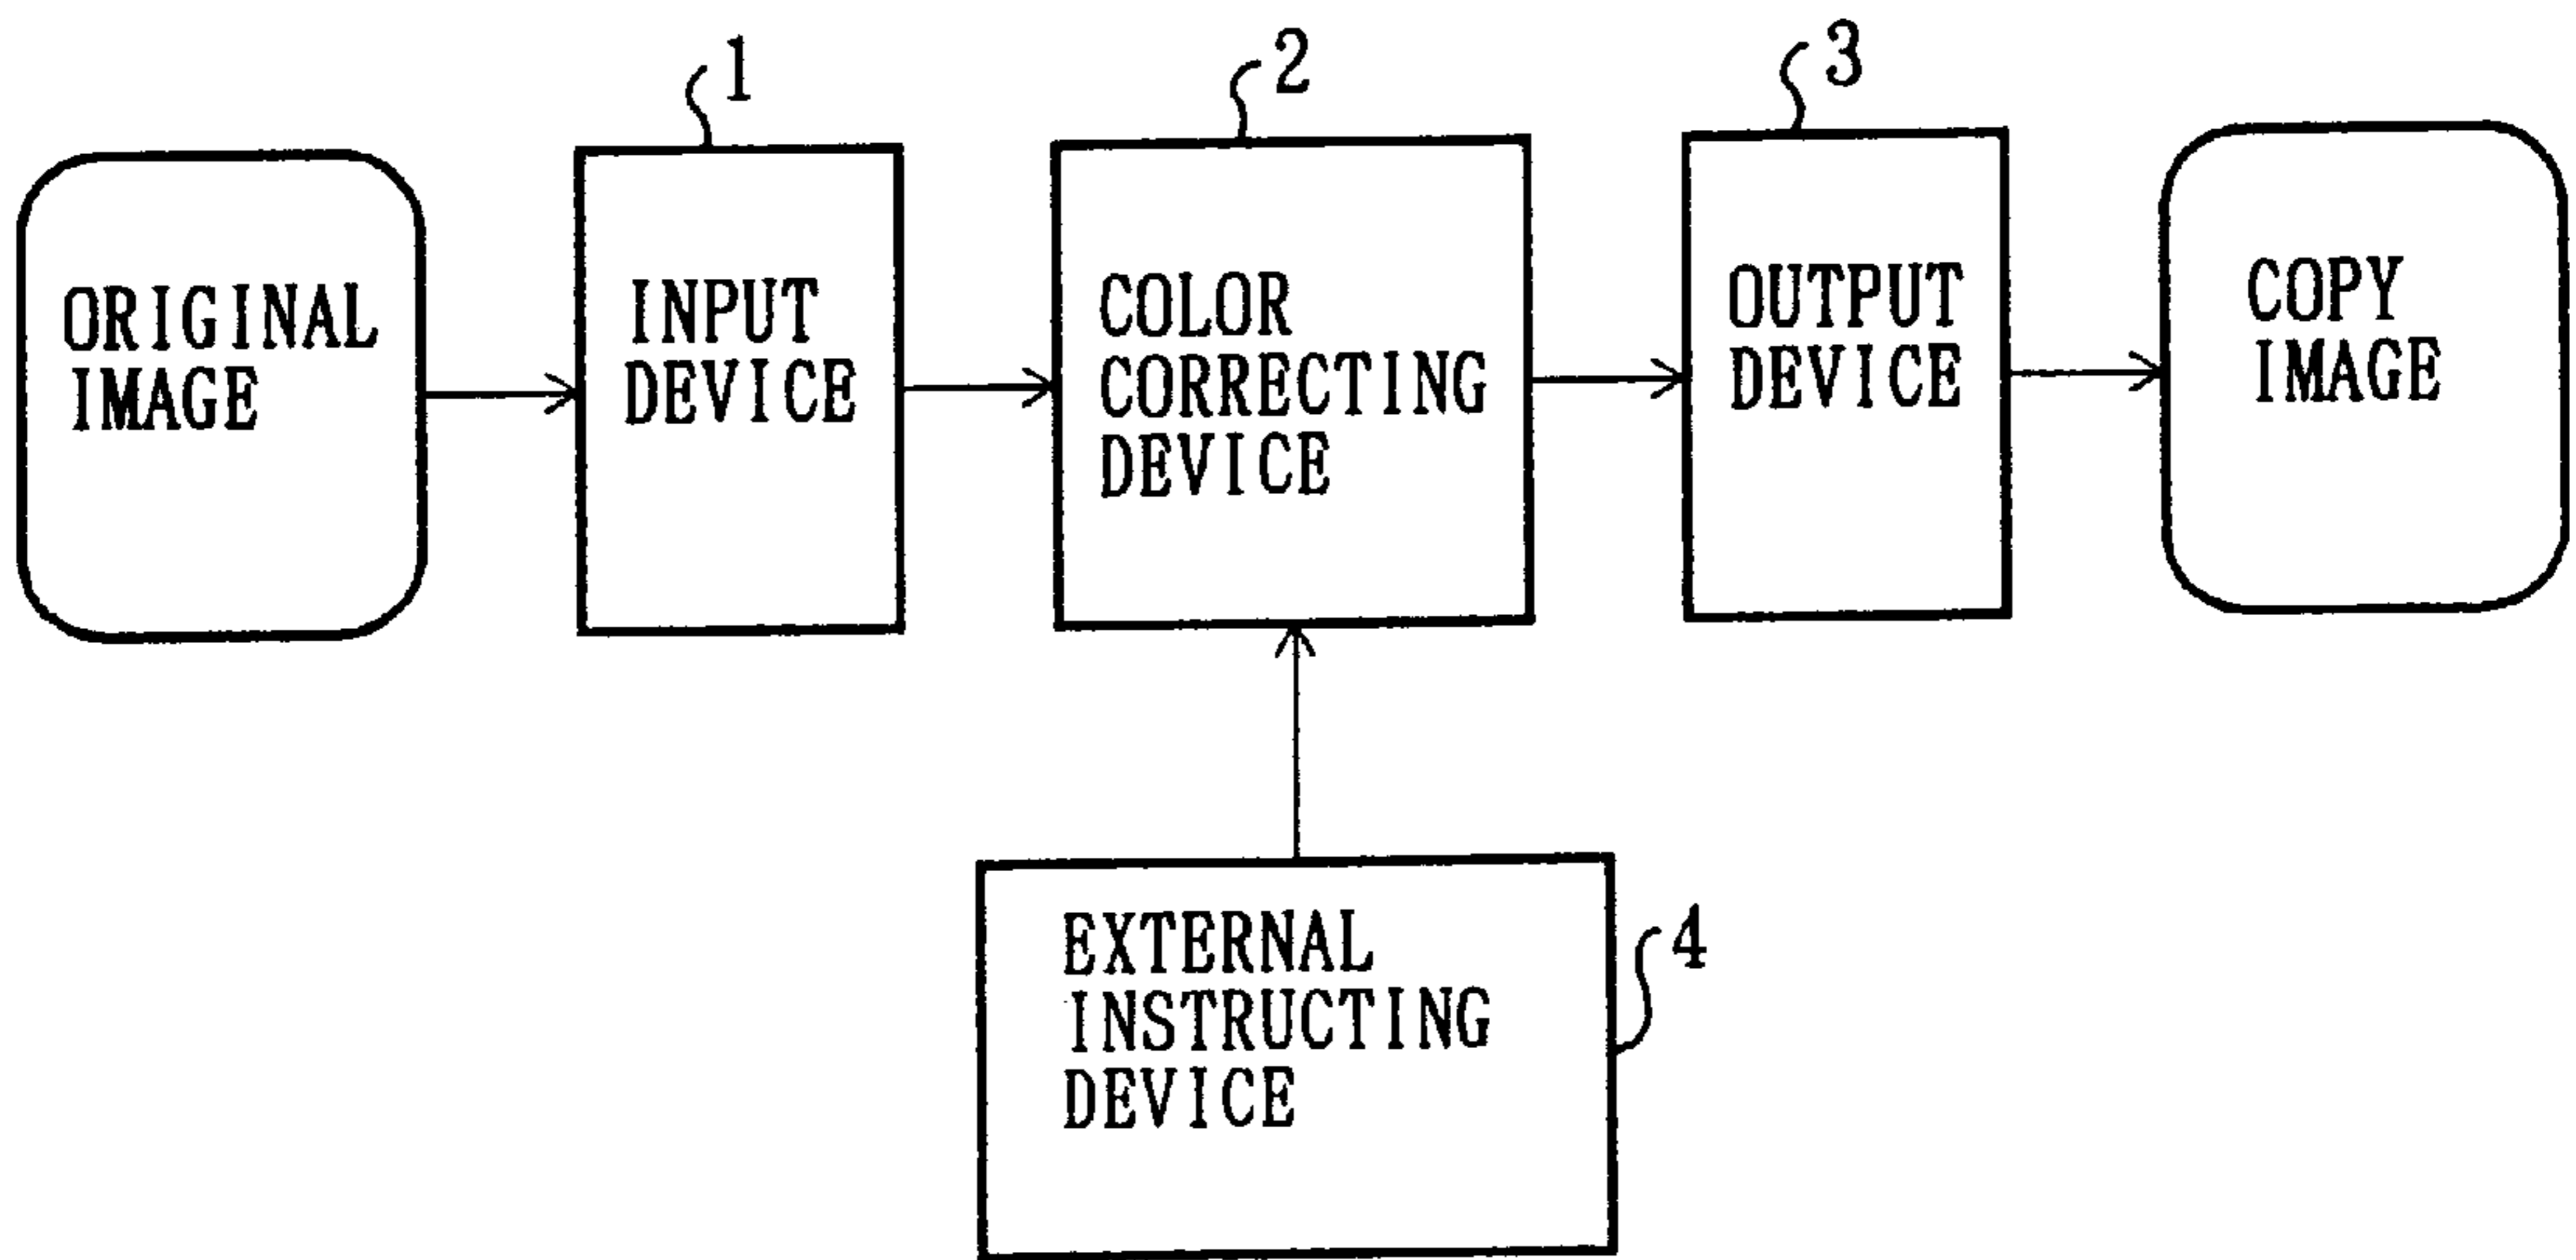 1
2
3
ORIGINAL
IMAGE
INPUT
DEVICE
COLOR
CORRECTING
DEVICE
OUTPUT
DEVICE
COPY
IMAGE
EXTERNAL
INSTRUCTING
DEVICE
4